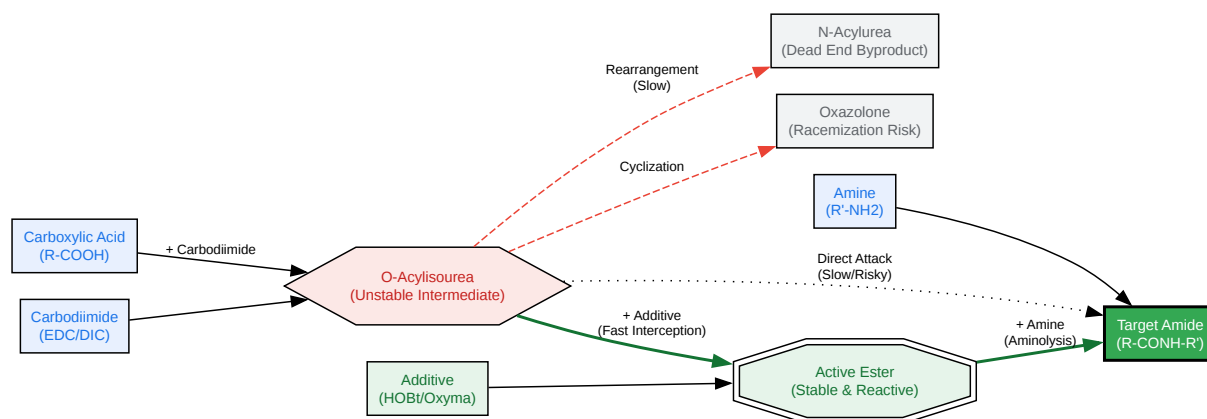 N-Acylurea
(Dead End Byproduct)
Rearrangement
(Slow)
Oxazolone
(Racemization Risk)
Cyclization
Amine
(R'-NH2)
Carboxylic Acid
(R-COOH)
+ Carbodiimide
O-Acylisourea
(Unstable Intermediate)
Direct Attack
(Slow/Risky)
Carbodiimide
(EDC/DIC)
+ Additive
(Fast Interception)
+ Amine
(Aminolysis)
Target Amide
(R-CONH-R')
Additive
(HOBt/Oxyma)
Active Ester
(Stable & Reactive)